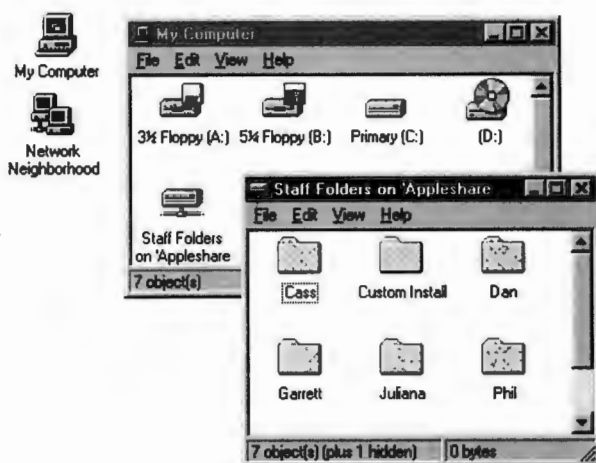 My Computer
Network
Neighborhood
My Computer
File Edit View Help
3½ Floppy (A:) 5¼ Floppy (B:) Primary (C:) (D:)
Staff Folders
on 'Appleshare
7 object(s)
Staff Folders on 'Appleshare
File Edit View Help
Cass Custom Install Dan
Garrett Juliana Phil
7 object(s) (plus 1 hidden) 0 bytes